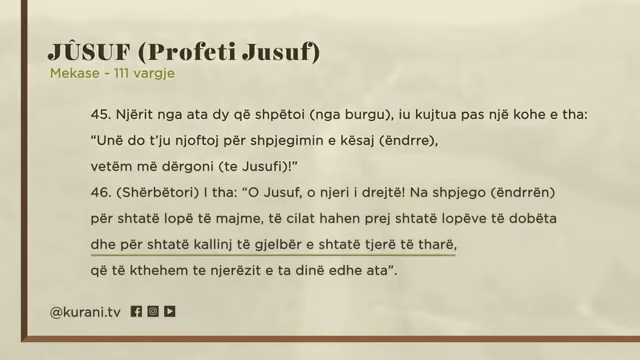 JÛSUF (Profeti Jusuf)
Mekase - 111 vargje
45. Njërit nga ata dy që shpëtoi (nga burgu), iu kujtua pas një kohe e tha:
“Unë do t’ju njoftoj për shpjegimin e kësaj (ëndrre),
vetëm më dërgoni (te Jusufi)!”
46. (Shërbëtori) I tha: “O Jusuf, o njeri i drejtë! Na shpjego (ëndrrën)
për shtatë lopë të majme, të cilat hahen prej shtatë lopëve të dobëta
dhe për shtatë kallinj të gjelbër e shtatë tjerë të tharë,
që të kthehem te njerëzit e ta dinë edhe ata”.
@kurani.tv